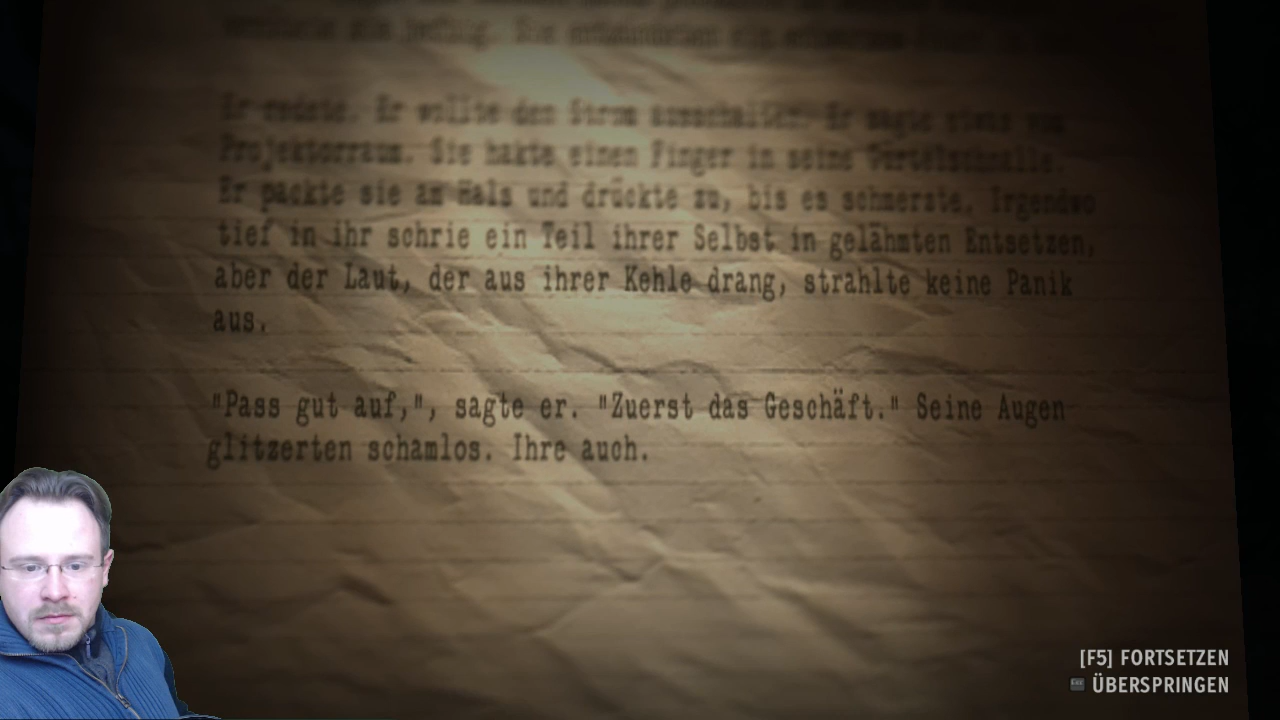 Er redete. Er wollte den Strom ausschalten. Er sagte etwas vom
Projektorraum. Sie hakte einen Finger in seine Gürtelschnalle.
Er packte sie am Hals und drückte zu, bis es schmerzte. Irgendwo
tief in ihr schrie ein Teil ihrer Selbst in gelähmten Entsetzen,
aber der Laut, der aus ihrer Kehle drang, strahlte keine Panik
aus.
"Pass gut auf,", sagte er. "Zuerst das Geschäft." Seine Augen
glitzerten schamlos. Ihre auch.
[F5] FORTSETZEN
ÜBERSPRINGEN